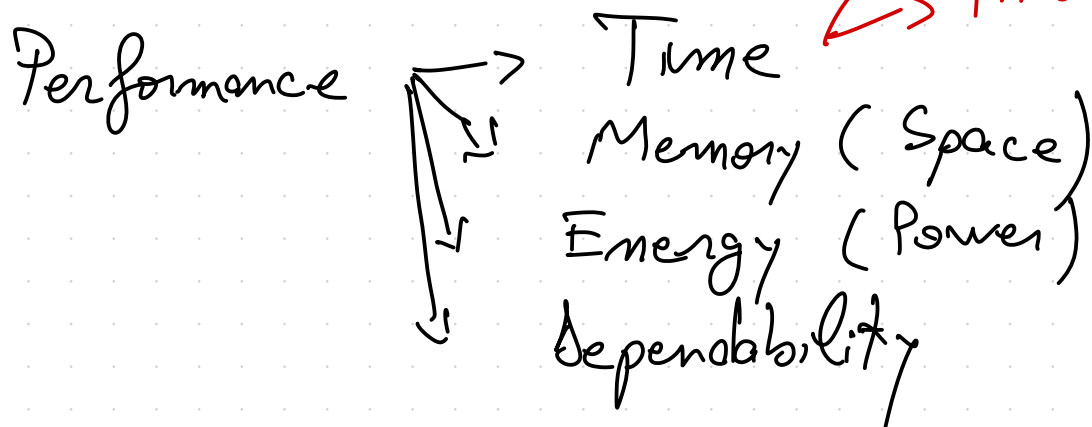 Performance → Time
Memory (Space)
Energy (Power)
Dependability